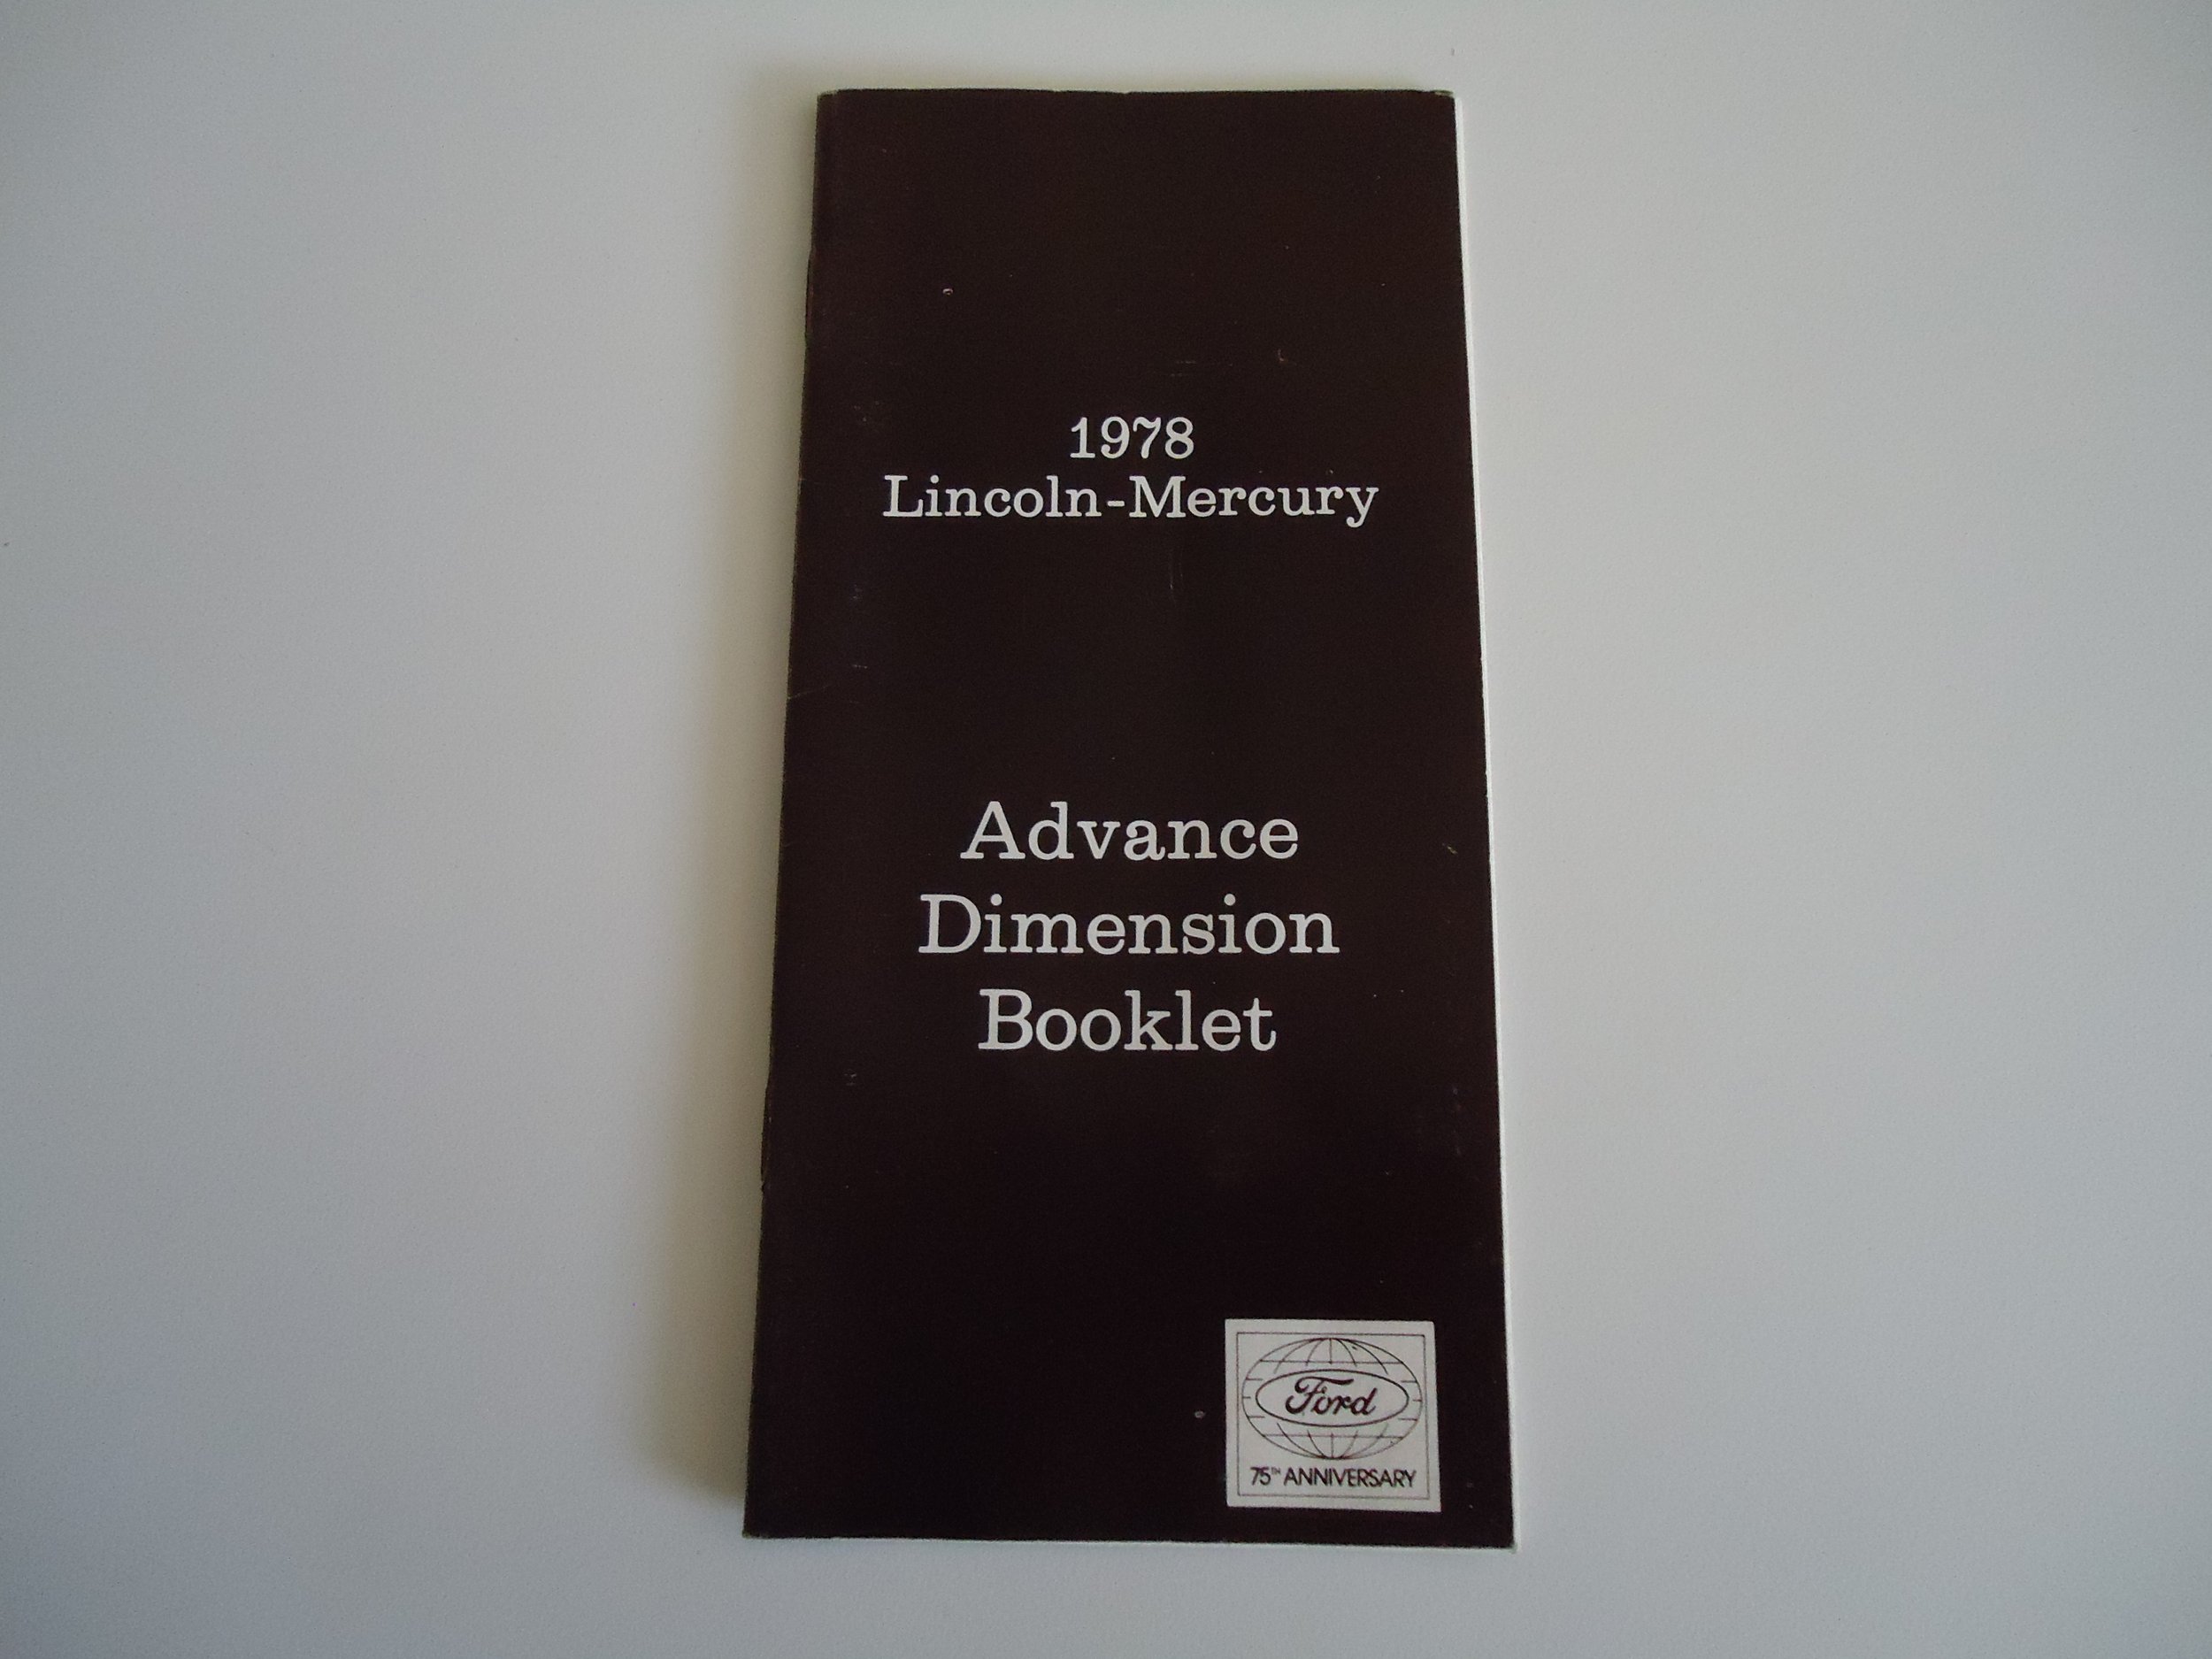 1978
Lincoln-Mercury
Advance
Dimension
Booklet
Ford
75TH ANNIVERSARY